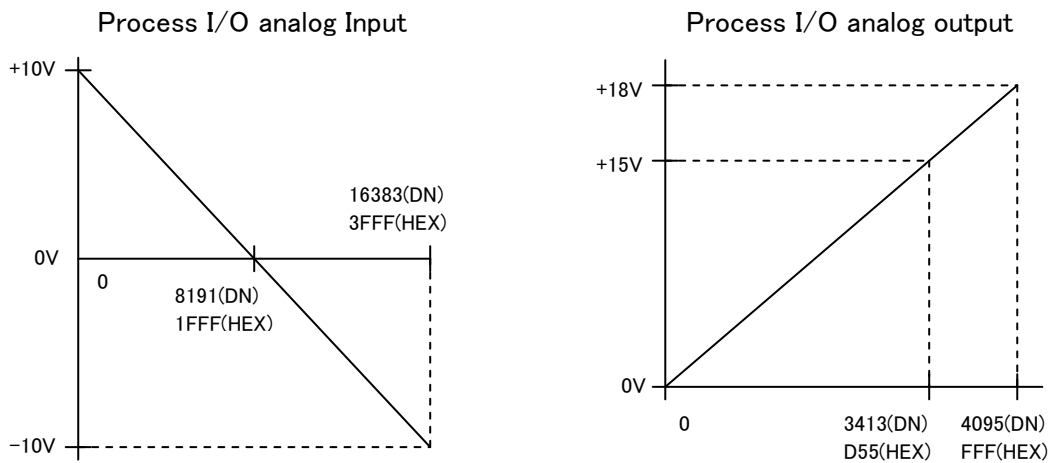 Process I/O analog Input
+10V
16383(DN)
3FFF(HEX)
0V
0
8191(DN)
1FFF(HEX)
-10V
Process I/O analog output
+18V
+15V
0V
0
3413(DN)
D55(HEX)
4095(DN)
FFF(HEX)